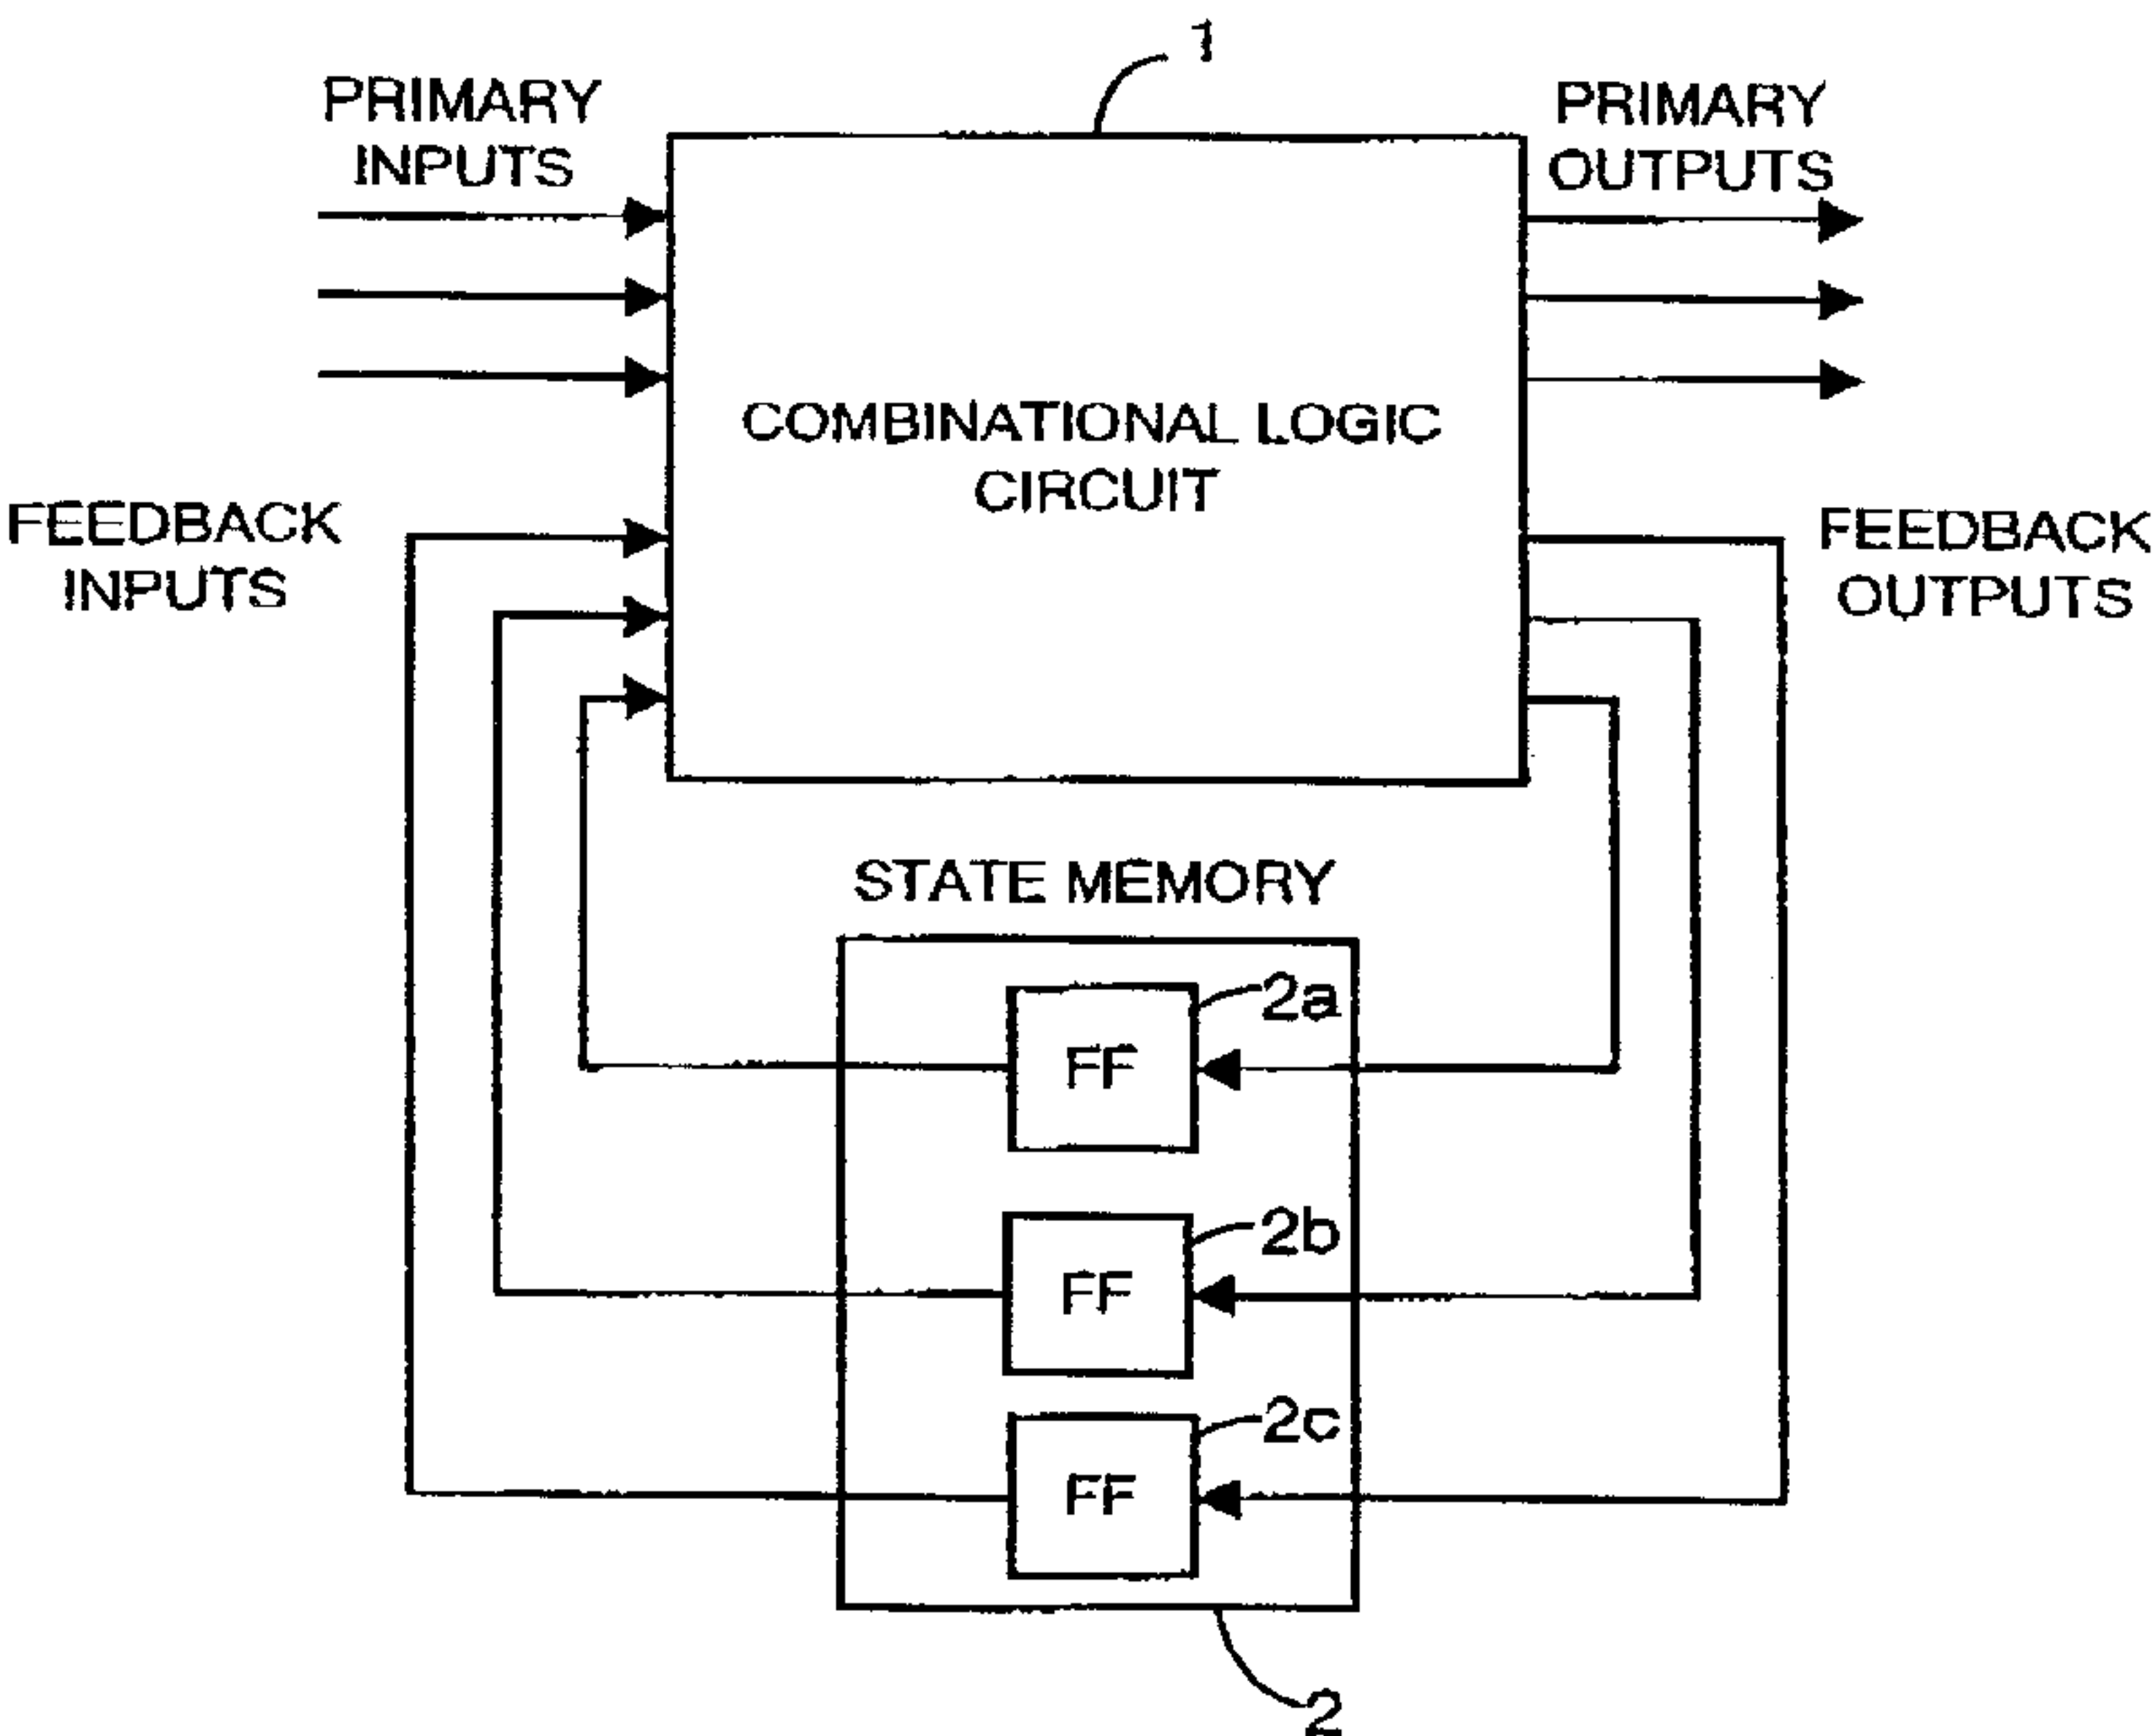 1
PRIMARY
INPUTS
PRIMARY
OUTPUTS
COMBINATIONAL LOGIC
CIRCUIT
FEEDBACK
INPUTS
FEEDBACK
OUTPUTS
STATE MEMORY
2a
FF
2b
FF
2c
FF
2